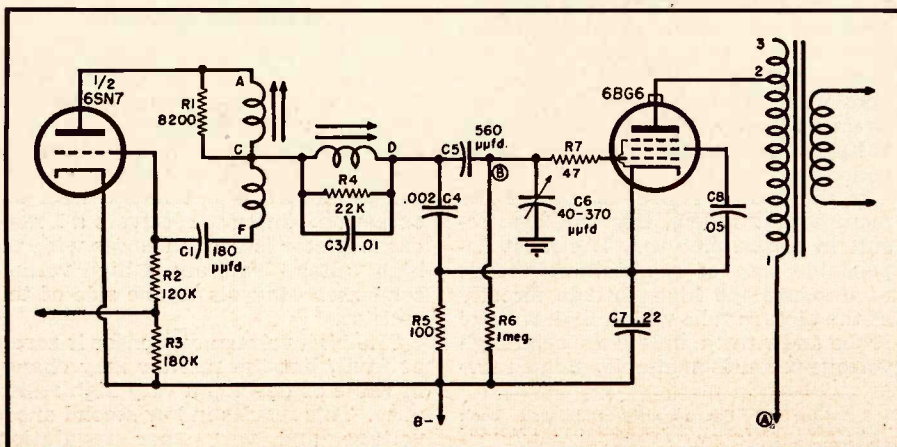 1/2
6SN7
R1
8200
A
C
F
C1
180
μμfd.
R2
120K
R3
180K
R4
22K
C3
.01
D
.002
C4
C5
560
μμfd.
B
R7
47
C6
40-370
μμfd
R5
100
R6
1 meg.
B-
6BG6
C8
.05
C7
.22
3
2
1
A